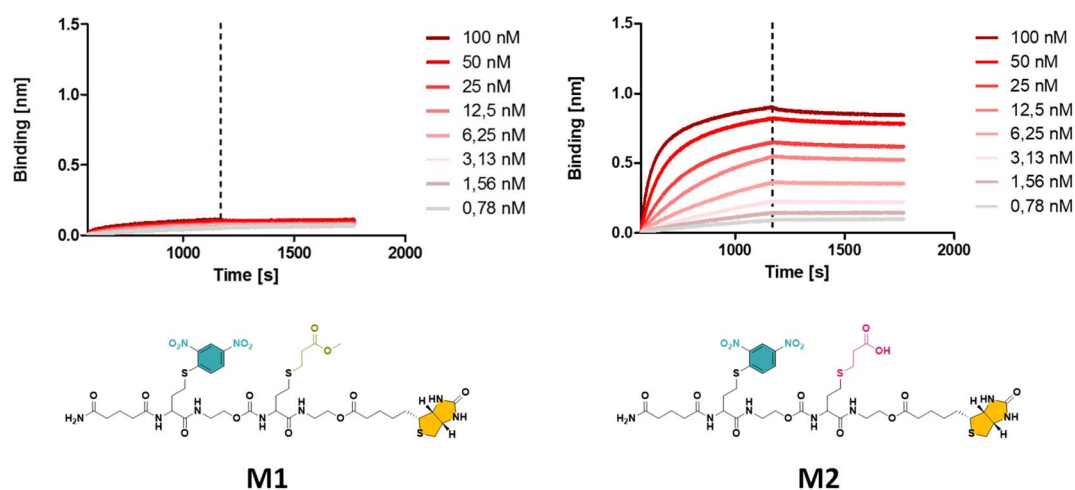 1.5
1.0
0.5
0.0
Binding [nm]
1000
1500
2000
Time [s]
100 nM
50 nM
25 nM
12,5 nM
6,25 nM
3,13 nM
1,56 nM
0,78 nM
1.5
1.0
0.5
0.0
Binding [nm]
1000
1500
2000
Time [s]
100 nM
50 nM
25 nM
12,5 nM
6,25 nM
3,13 nM
1,56 nM
0,78 nM
NO₂
NO₂
O
O
S
S
O
O
O
O
O
H₂N
N
H
H
N
O
O
N
H
H
N
O
O
O
S
H
H
HN
NH
O
M1
NO₂
NO₂
O
OH
S
S
O
O
O
O
O
H₂N
N
H
H
N
O
O
N
H
H
N
O
O
S
H
H
HN
NH
O
M2